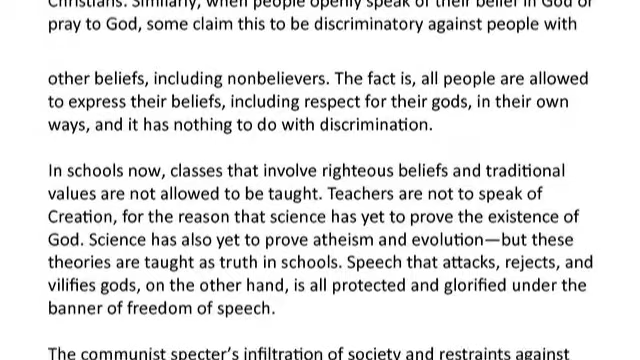 Christians. Similarly, when people openly speak of their belief in God or
pray to God, some claim this to be discriminatory against people with
other beliefs, including nonbelievers. The fact is, all people are allowed
to express their beliefs, including respect for their gods, in their own
ways, and it has nothing to do with discrimination.
In schools now, classes that involve righteous beliefs and traditional
values are not allowed to be taught. Teachers are not to speak of
Creation, for the reason that science has yet to prove the existence of
God. Science has also yet to prove atheism and evolution—but these
theories are taught as truth in schools. Speech that attacks, rejects, and
vilifies gods, on the other hand, is all protected and glorified under the
banner of freedom of speech.
The communist specter’s infiltration of society and restraints against